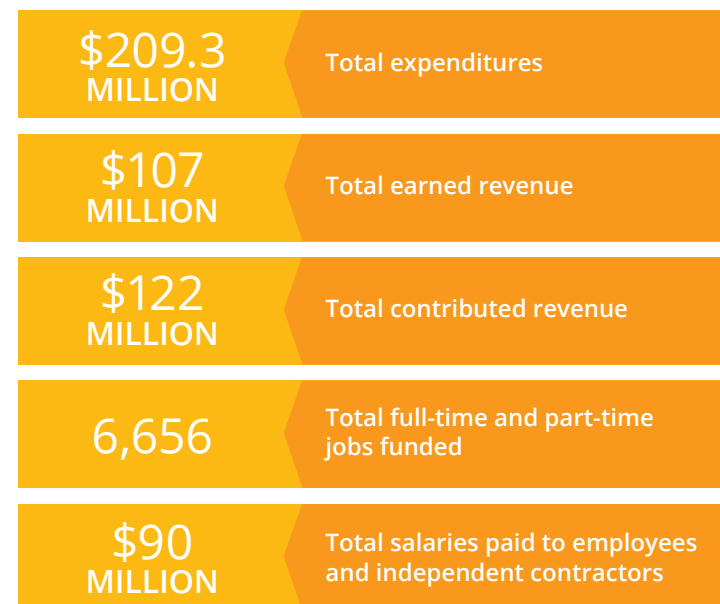 $209.3
MILLION
Total expenditures
$107
MILLION
Total earned revenue
$122
MILLION
Total contributed revenue
6,656
Total full-time and part-time
jobs funded
$90
MILLION
Total salaries paid to employees
and independent contractors